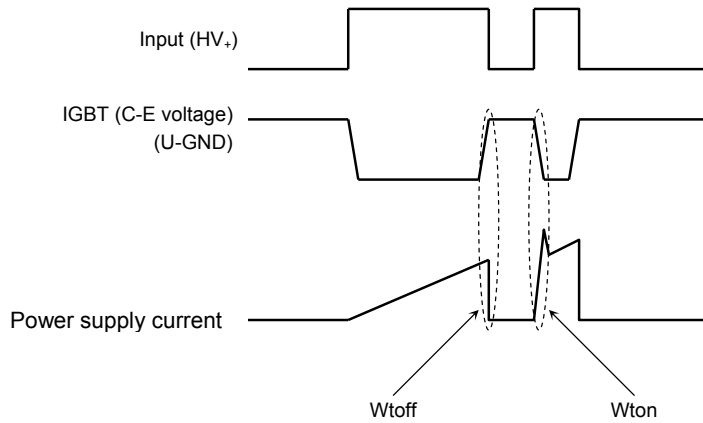 Input (HV+)
IGBT (C-E voltage)
(U-GND)
Power supply current
Wtoff
Wton